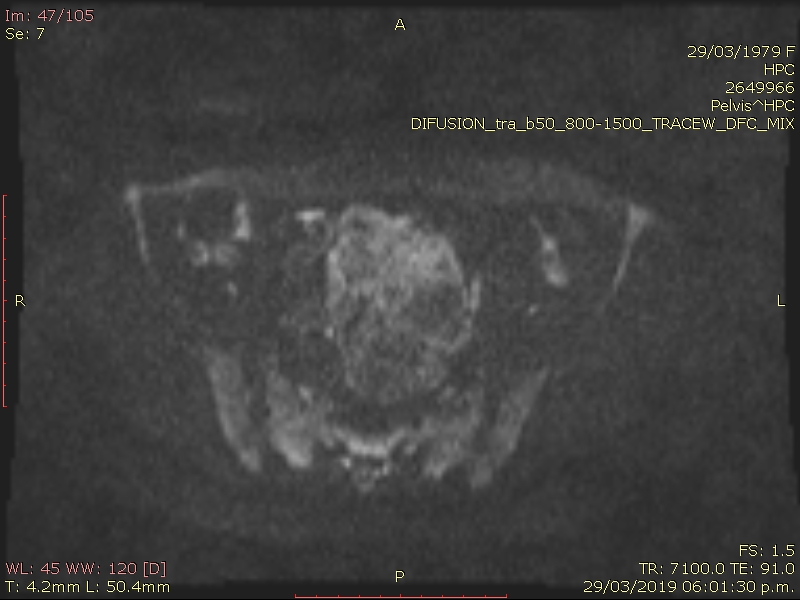 Im: 47/105
Se: 7
A
29/03/1979 F
HPC
2649966
Pelvis^HPC
DIFUSION_tra_b50_800-1500_TRACEW_DFC_MIX
R
L
WL: 45 WW: 120 [D]
T: 4.2mm L: 50.4mm
P
FS: 1.5
TR: 7100.0 TE: 91.0
29/03/2019 06:01:30 p.m.